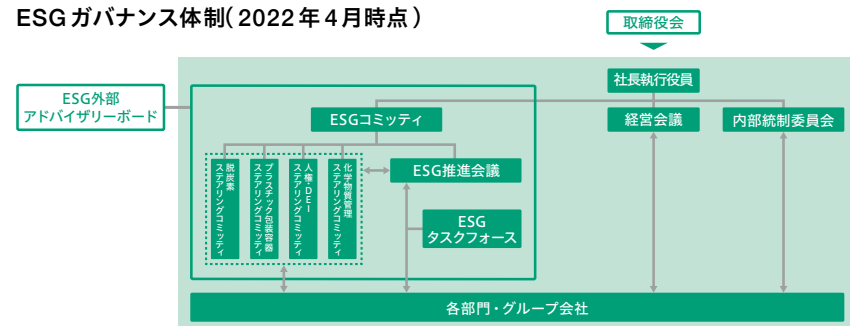 ESGガバナンス体制(2022年4月時点)
取締役会
社長執行役員
ESG外部
アドバイザリーボード
ESGコミッティ
経営会議
内部統制委員会
脱炭素
ステアリングコミッティ
プラスチック包装容器
ステアリングコミッティ
人権・DEI
ステアリングコミッティ
化学物質管理
ステアリングコミッティ
ESG推進会議
ESG
タスクフォース
各部門・グループ会社